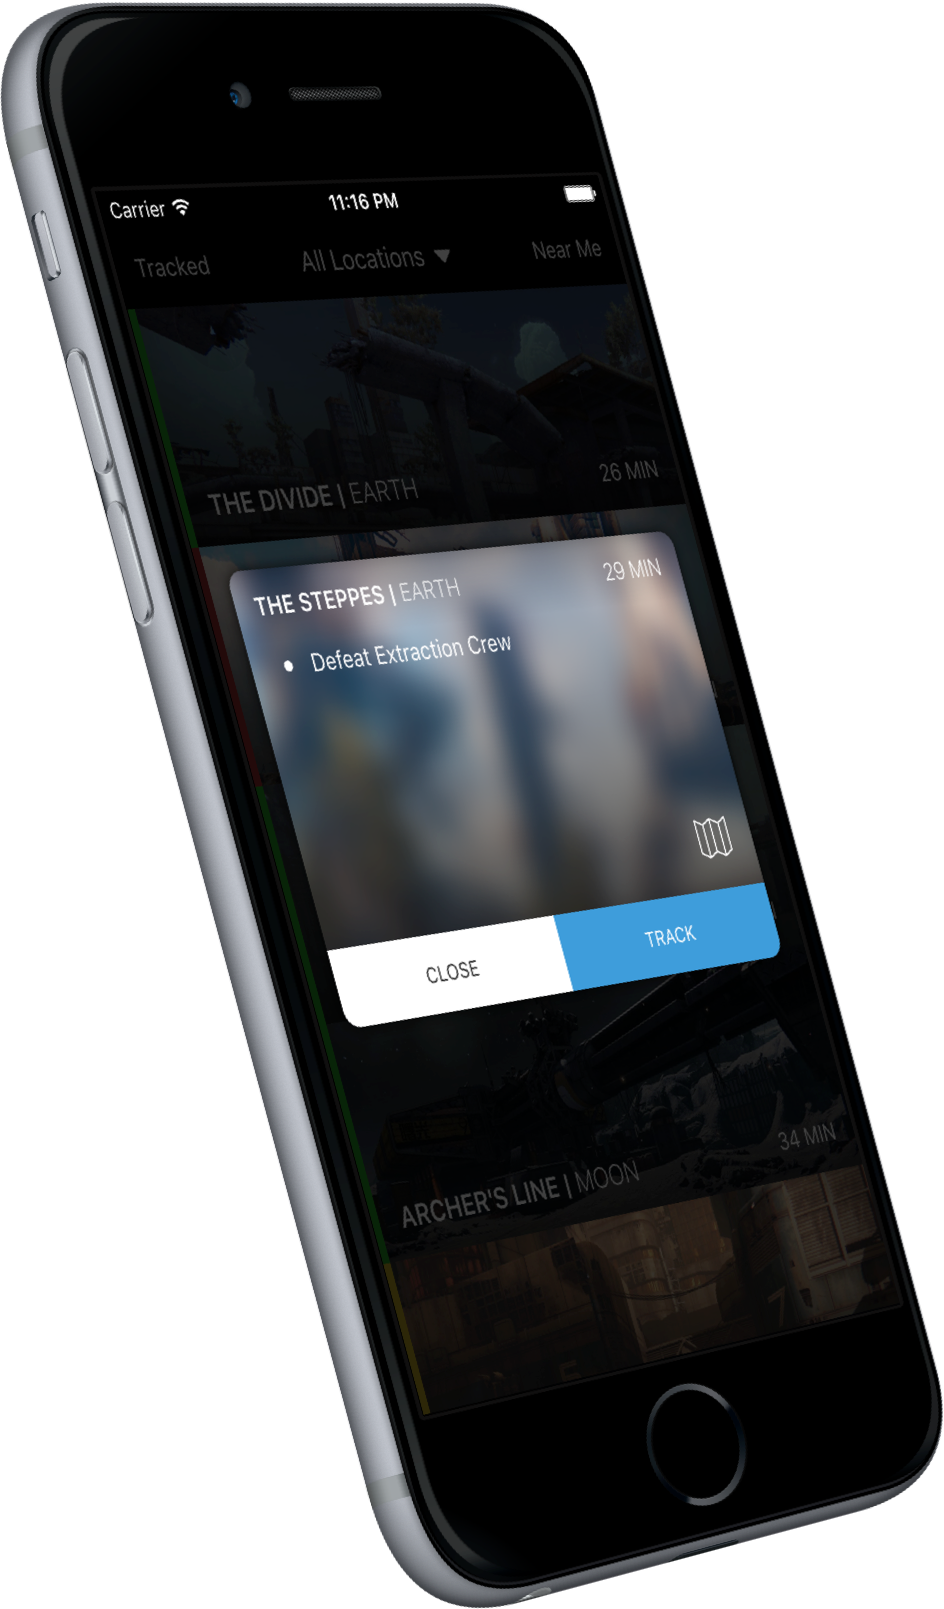 Carrier 11:16 PM
Tracked All Locations Near Me
THE DIVIDE | EARTH 26 MIN
THE STEPPES | EARTH 29 MIN
• Defeat Extraction Crew
CLOSE TRACK
ARCHER'S LINE | MOON 34 MIN